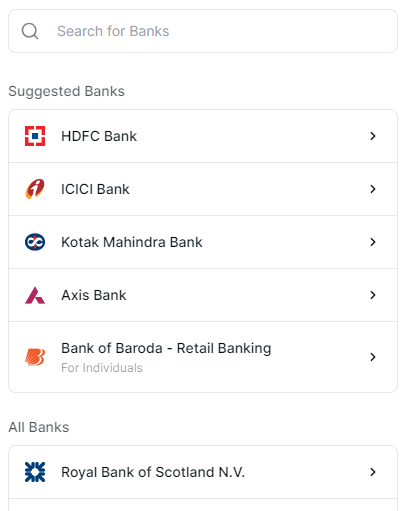 Search for Banks
Suggested Banks
HDFC Bank
ICICI Bank
Kotak Mahindra Bank
Axis Bank
Bank of Baroda - Retail Banking
For Individuals
All Banks
Royal Bank of Scotland N.V.